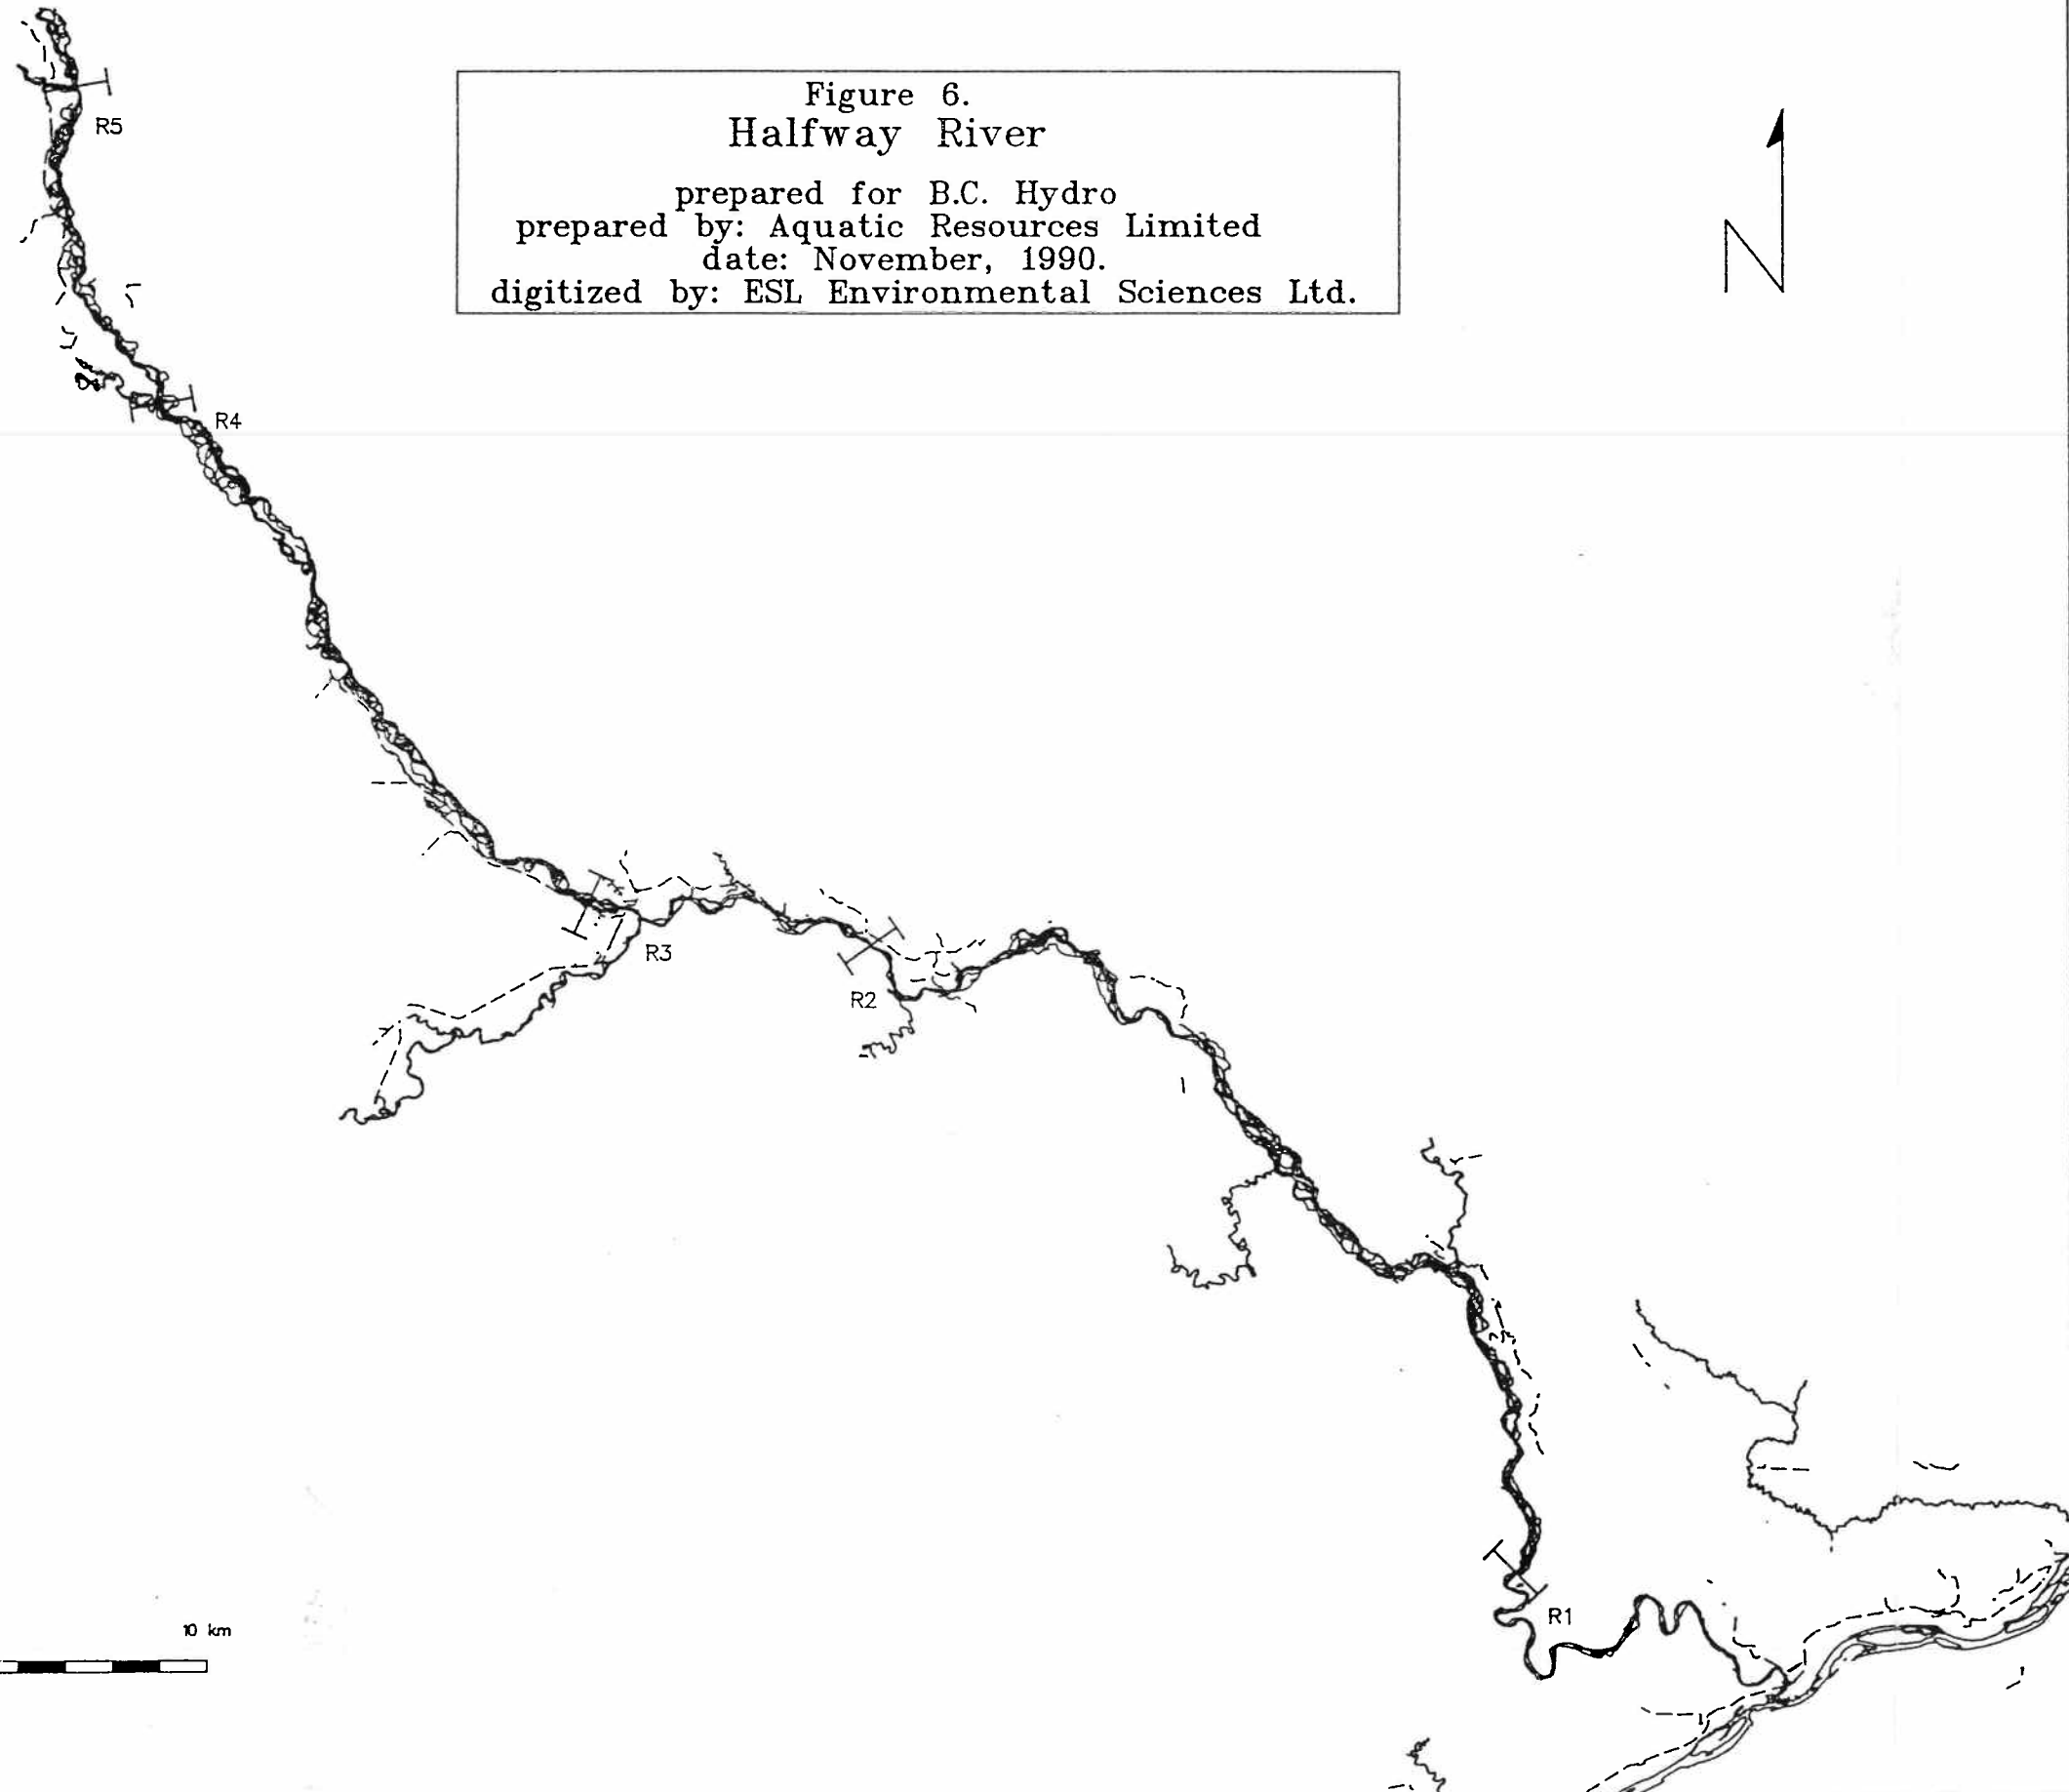 Figure 6.
Halfway River
prepared for B.C. Hydro
prepared by: Aquatic Resources Limited
date: November, 1990.
digitized by: ESL Environmental Sciences Ltd.
N
R5
R4
R3
R2
R1
10 km